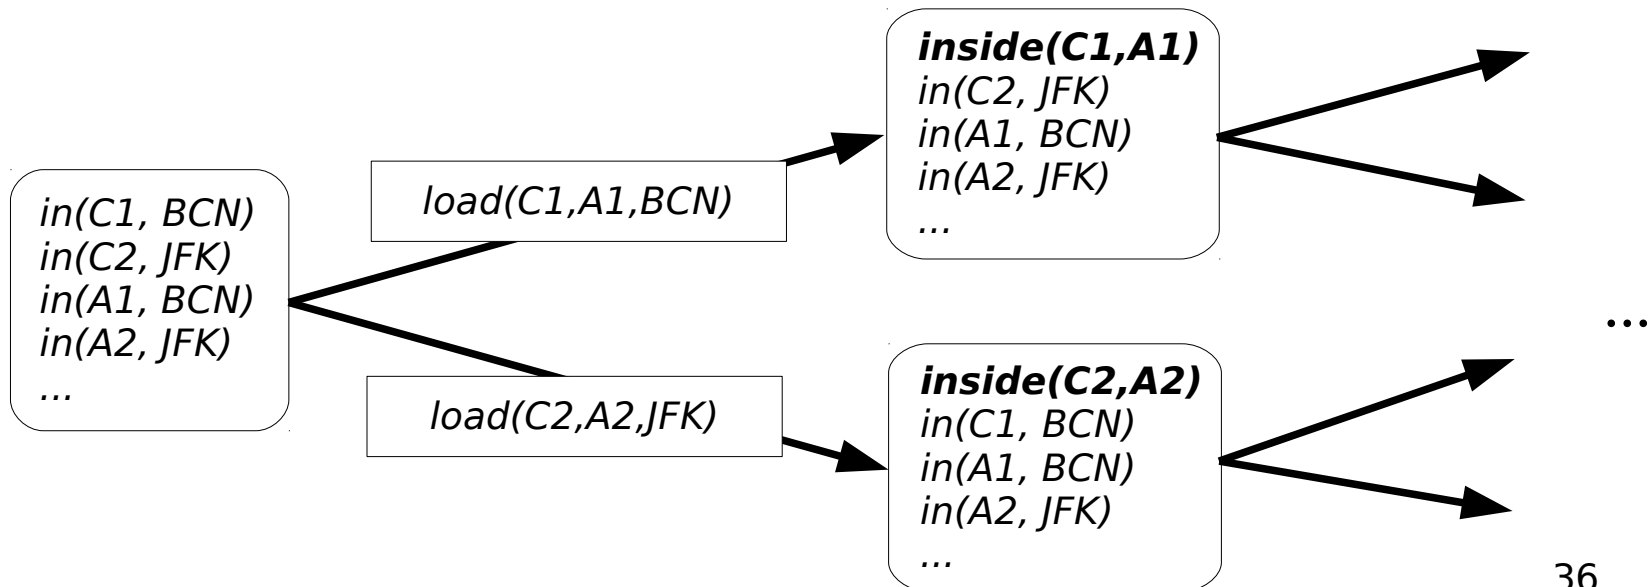 in(C1, BCN)
in(C2, JFK)
in(A1, BCN)
in(A2, JFK)
...
load(C1,A1,BCN)
load(C2,A2,JFK)
inside(C1,A1)
in(C2, JFK)
in(A1, BCN)
in(A2, JFK)
...
inside(C2,A2)
in(C1, BCN)
in(A1, BCN)
in(A2, JFK)
...
...
36